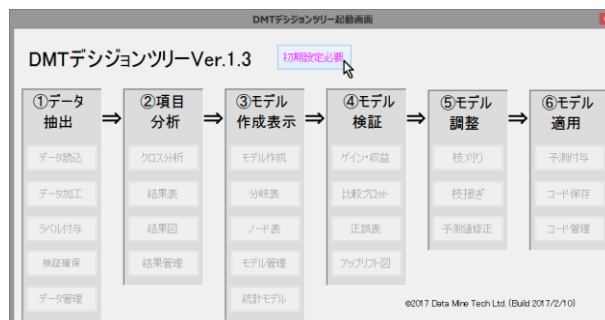 DMTデシジョンツリー起動画面
DMTデシジョンツリーVer.1.3
初期設定必要
①データ
抽出
⇒
②項目
分析
⇒
③モデル
作成表示
⇒
④モデル
検証
⇒
⑤モデル
調整
⇒
⑥モデル
適用
データ読込
データ加工
ラベル付与
検証確保
データ管理
クロス分析
結果表
結果図
結果管理
モデル作成
分岐表
ノード表
モデル管理
統計モデル
ゲイン・収益
比較プロット
正誤表
アップリフト図
枝刈り
枝接ぎ
予測値修正
予測付与
コード保存
コード管理
©2017 Data Mine Tech Ltd. (Build 2017/2/10)